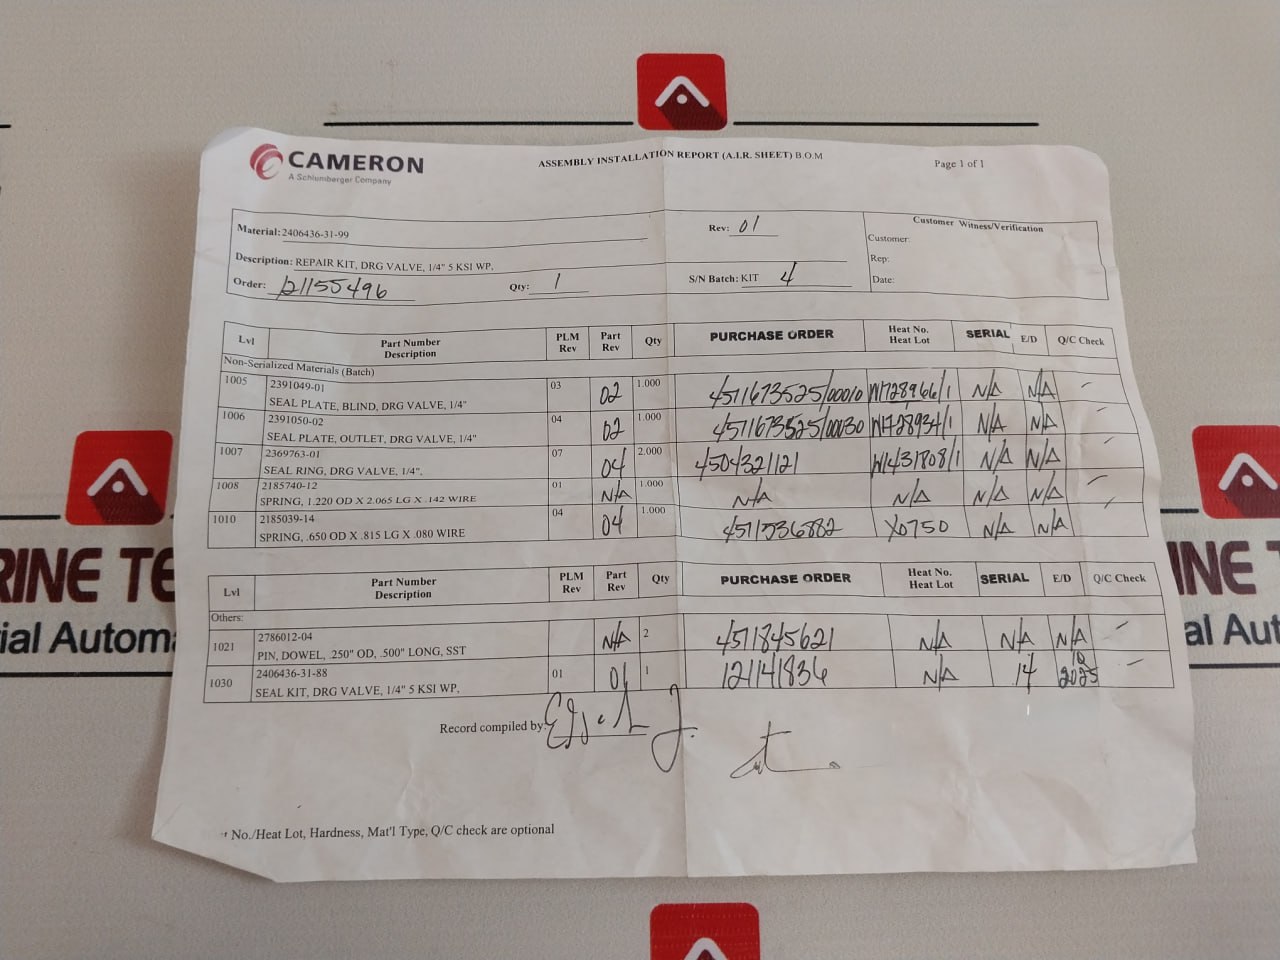 CAMERON
A Schlumberger Company
ASSEMBLY INSTALLATION REPORT (A.I.R. SHEET) B.O.M
Page 1 of 1
Material: 2406436-31-99
Rev: 01
Customer Witness/Verification
Customer:
Description: REPAIR KIT, DRG VALVE, 1/4" 5 KSI WP,
Rep:
Order: 121155496
Qty: 1
S/N Batch: KIT 4
Date:
Lvl Part Number Description PLM Rev Part Rev Qty PURCHASE ORDER Heat No. Heat Lot SERIAL E/D Q/C Check
Non-Serialized Materials (Batch)
1005 2391049-01 03 02 1.000 4511673525/00010 W1728966/1 N/A N/A
SEAL PLATE, BLIND, DRG VALVE, 1/4"
1006 2391050-02 04 02 1.000 4511673525/00030 W1728934/1 N/A N/A
SEAL PLATE, OUTLET, DRG VALVE, 1/4"
1007 2369763-01 07 04 2.000 4504321121 W1431808/1 N/A N/A
SEAL RING, DRG VALVE, 1/4",
1008 2185740-12 01 N/A 1.000 N/A N/A N/A N/A
SPRING, 1.220 OD X 2.065 LG X .142 WIRE
1010 2185039-14 04 04 1.000 4511536882 X0750 N/A N/A
SPRING, .650 OD X .815 LG X .080 WIRE
Lvl Part Number Description PLM Rev Part Rev Qty PURCHASE ORDER Heat No. Heat Lot SERIAL E/D Q/C Check
Others:
1021 2786012-04 N/A 2 4511845621 N/A N/A N/A
PIN, DOWEL, .250" OD, .500" LONG, SST
1030 2406436-31-88 01 01 1 121141836 N/A 14 10 2025
SEAL KIT, DRG VALVE, 1/4" 5 KSI WP,
Record compiled by:
No./Heat Lot, Hardness, Mat'l Type, Q/C check are optional
RINE TE
ial Automa
INE T
al Aut